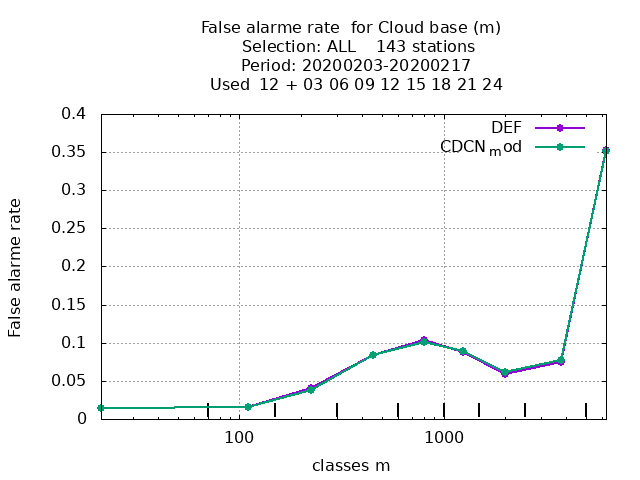 False alarme rate  for Cloud base (m)
Selection: ALL    143 stations
Period: 20200203-20200217
Used  12 + 03 06 09 12 15 18 21 24
DEF
CDCN_mod
0.4
0.35
0.3
0.25
0.2
0.15
0.1
0.05
0
False alarme rate
100
1000
classes m